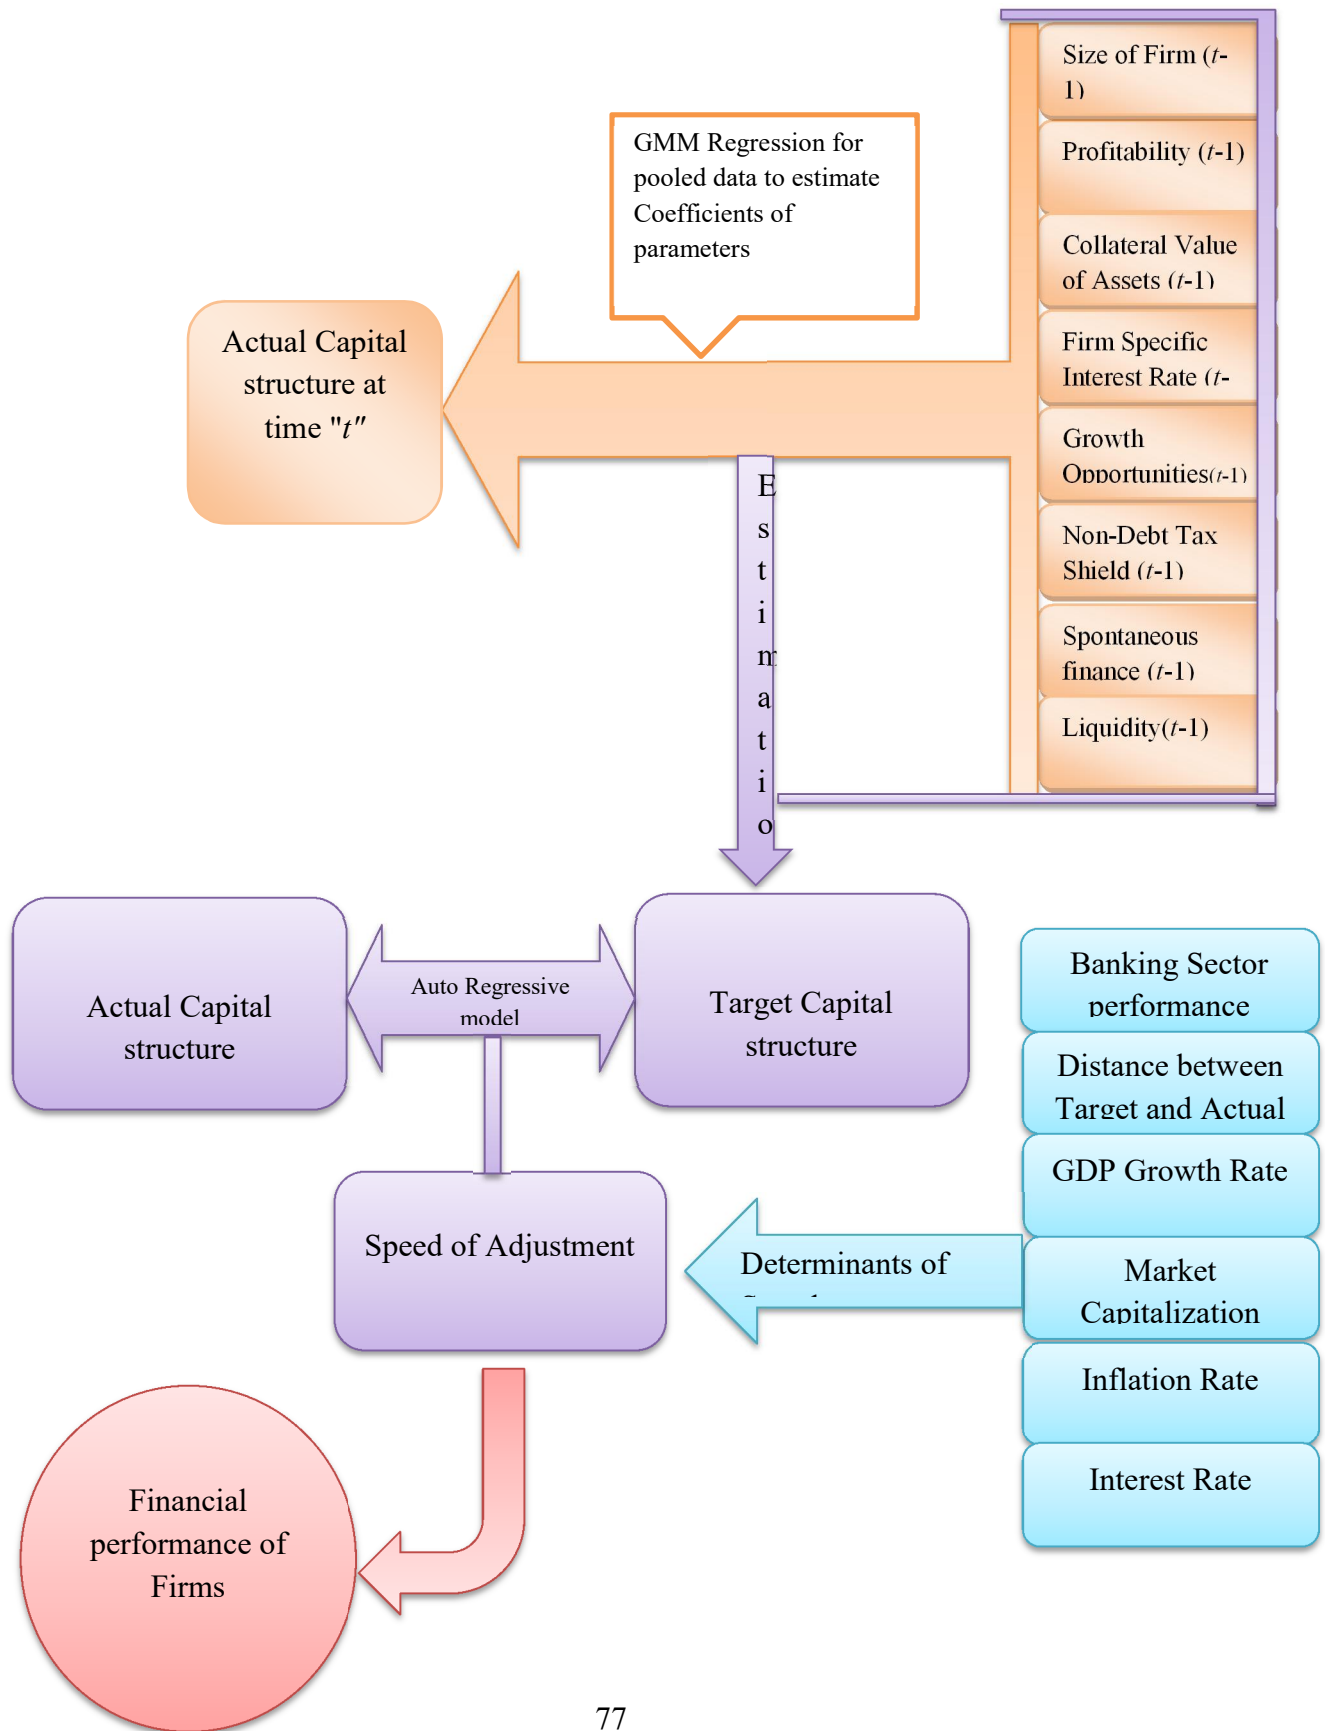 Size of Firm (t-
1)
GMM Regression for
pooled data to estimate
Coefficients of
parameters
Profitability (t-1)
Collateral Value
of Assets (t-1)
Actual Capital
structure at
time "t"
Firm Specific
Interest Rate (t-
Growth
Opportunities(t-1)
Non-Debt Tax
Shield (t-1)
Spontaneous
finance (t-1)
Liquidity(t-1)
E
s
t
i
m
a
t
i
o
Actual Capital
structure
Auto Regressive
model
Target Capital
structure
Banking Sector
performance
Distance between
Target and Actual
GDP Growth Rate
Market
Capitalization
Inflation Rate
Interest Rate
Speed of Adjustment
Determinants of
Financial
performance of
Firms
77